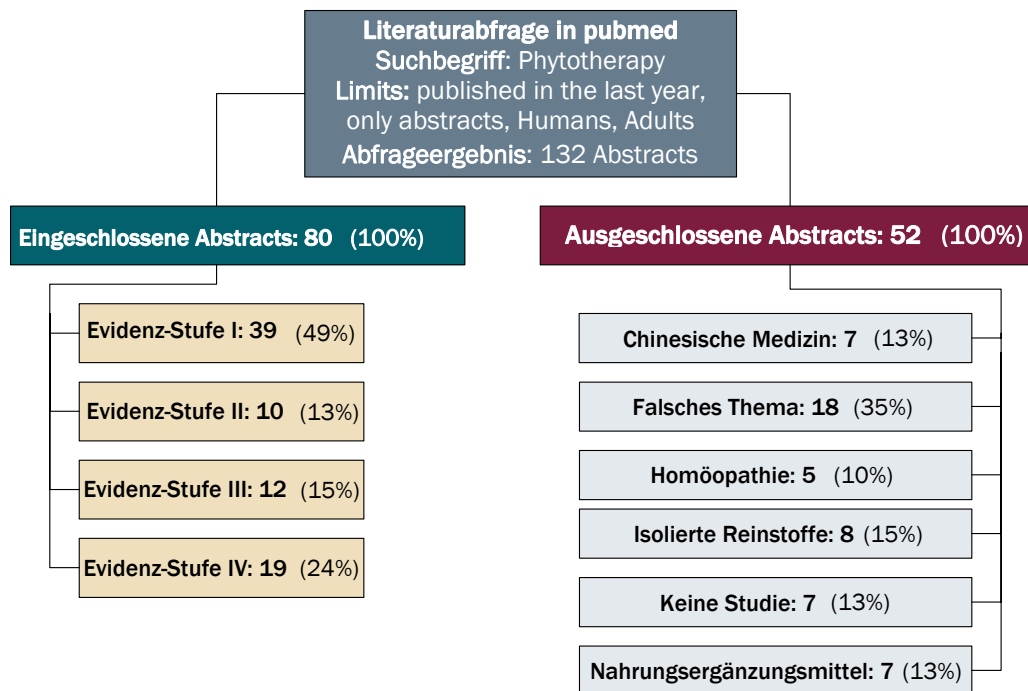 Literaturabfrage in pubmed
Suchbegriff: Phytotherapy
Limits: published in the last year,
only abstracts, Humans, Adults
Abfrageergebnis: 132 Abstracts
Eingeschlossene Abstracts: 80 (100%)
Evidenz-Stufe I: 39 (49%)
Evidenz-Stufe II: 10 (13%)
Evidenz-Stufe III: 12 (15%)
Evidenz-Stufe IV: 19 (24%)
Ausgeschlossene Abstracts: 52 (100%)
Chinesische Medizin: 7 (13%)
Falsches Thema: 18 (35%)
Homöopathie: 5 (10%)
Isolierte Reinstoffe: 8 (15%)
Keine Studie: 7 (13%)
Nahrungsergänzungsmittel: 7 (13%)